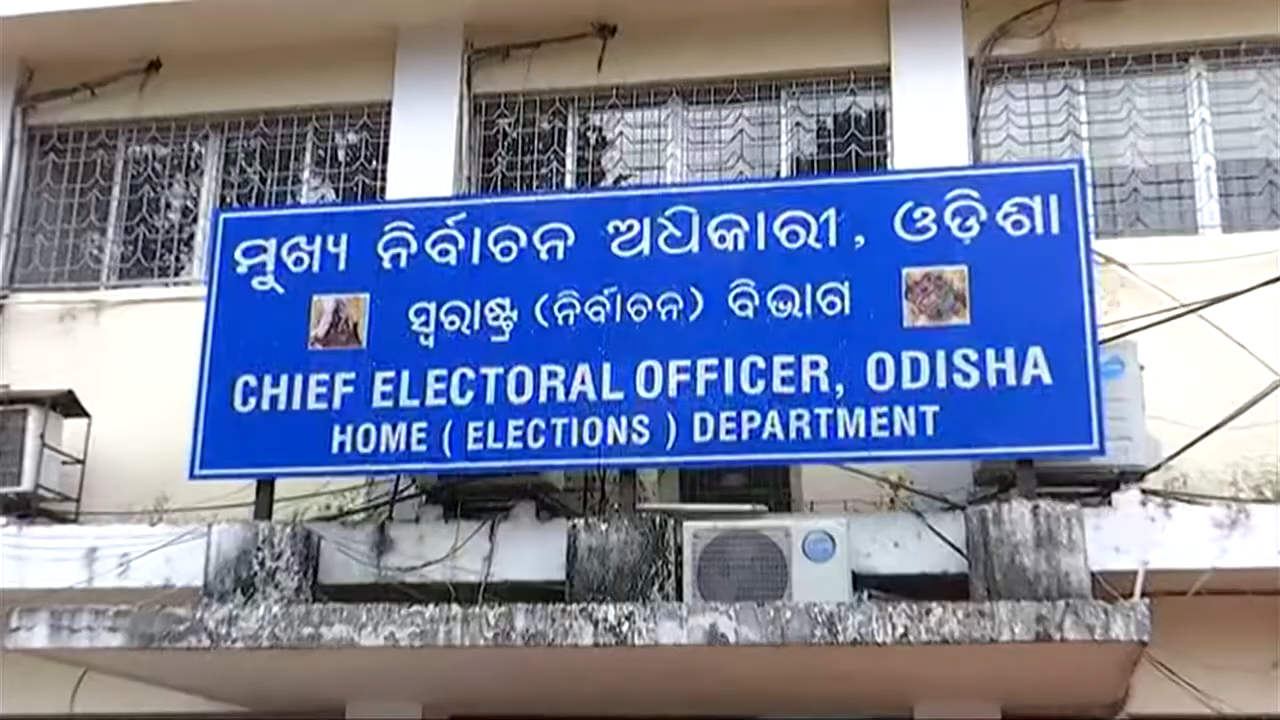 ମୁଖ୍ୟ ନିର୍ବାଚନ ଅଧିକାରୀ, ଓଡ଼ିଶା
ସ୍ୱରାଷ୍ଟ୍ର (ନିର୍ବାଚନ) ବିଭାଗ
CHIEF ELECTORAL OFFICER, ODISHA
HOME ( ELECTIONS ) DEPARTMENT